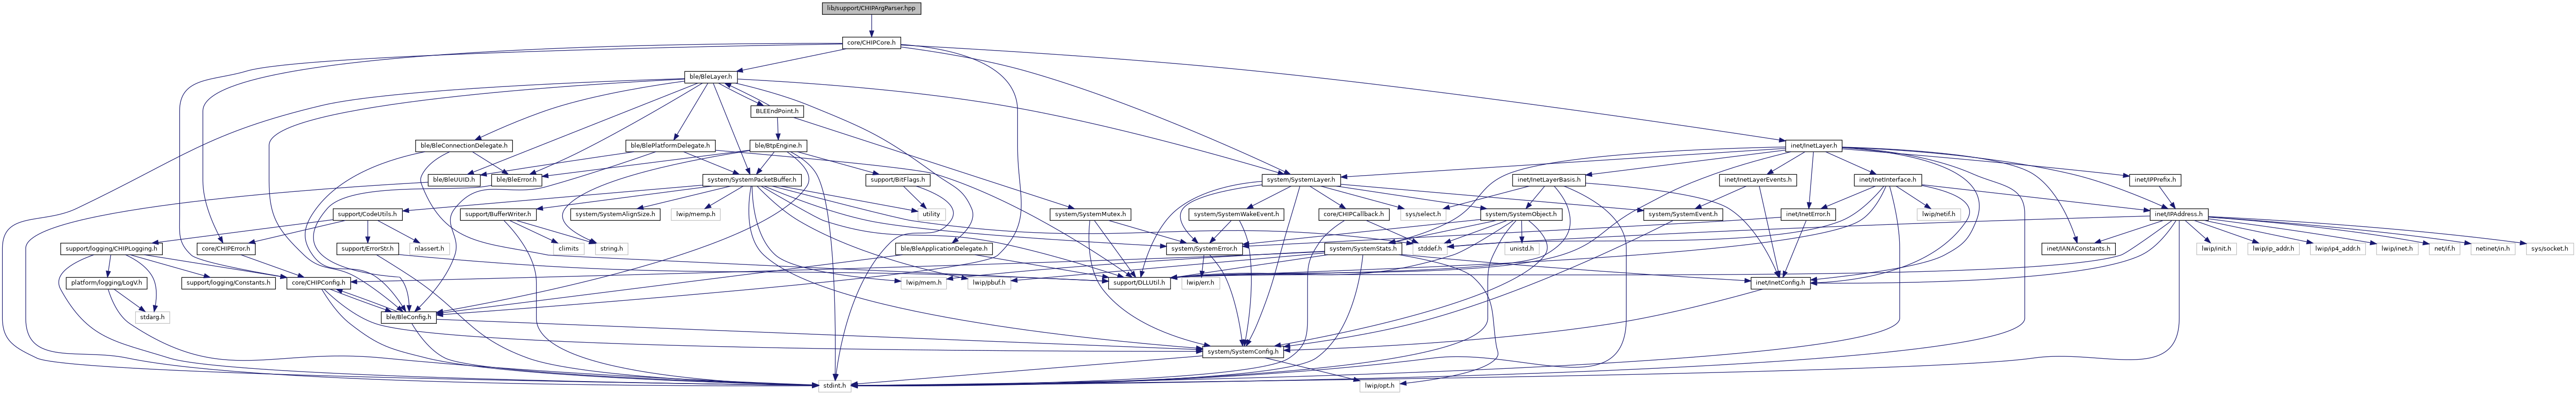 lib/support/CHIPArgParser.hpp
core/CHIPCore.h
ble/BleLayer.h
BLEEndPoint.h
ble/BleConnectionDelegate.h
ble/BlePlatformDelegate.h
ble/BtpEngine.h
inet/InetLayer.h
ble/BleUUID.h
ble/BleError.h
system/SystemPacketBuffer.h
support/BitFlags.h
system/SystemLayer.h
inet/InetLayerBasis.h
inet/InetLayerEvents.h
inet/InetInterface.h
inet/IPPrefix.h
support/CodeUtils.h
support/BufferWriter.h
system/SystemAlignSize.h
lwip/memp.h
utility
system/SystemMutex.h
system/SystemWakeEvent.h
core/CHIPCallback.h
sys/select.h
system/SystemObject.h
system/SystemEvent.h
inet/InetError.h
lwip/netif.h
inet/IPAddress.h
support/logging/CHIPLogging.h
core/CHIPError.h
support/ErrorStr.h
nlassert.h
climits
string.h
ble/BleApplicationDelegate.h
system/SystemError.h
system/SystemStats.h
stddef.h
unistd.h
inet/IANAConstants.h
lwip/init.h
lwip/ip_addr.h
lwip/ip4_addr.h
lwip/inet.h
net/if.h
netinet/in.h
sys/socket.h
platform/logging/LogV.h
support/logging/Constants.h
core/CHIPConfig.h
lwip/mem.h
lwip/pbuf.h
support/DLLUtil.h
lwip/err.h
inet/InetConfig.h
stdarg.h
ble/BleConfig.h
system/SystemConfig.h
stdint.h
lwip/opt.h